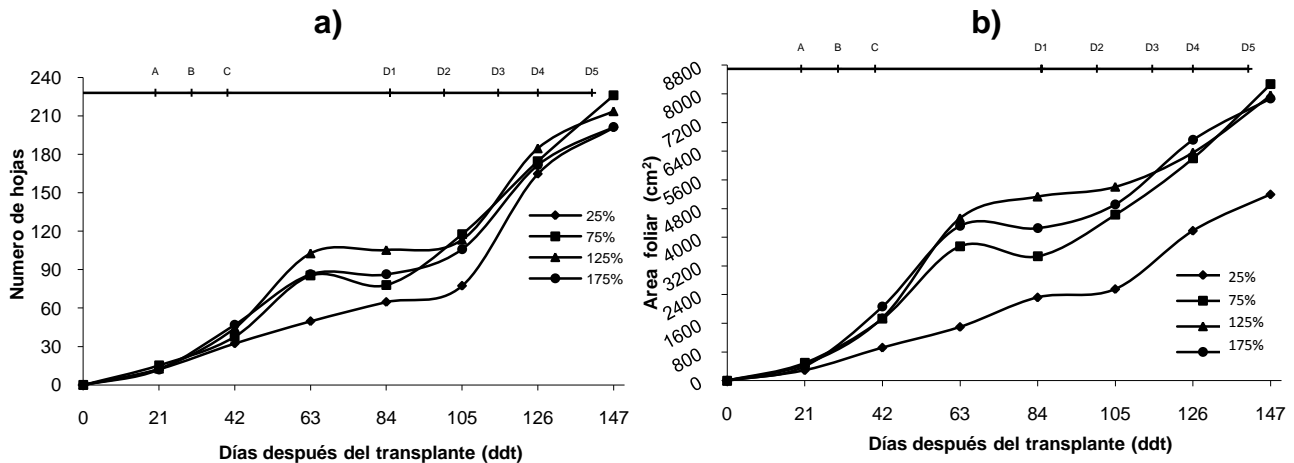 a)
A B C D1 D2 D3 D4 D5
240
210
180
150
120
90
60
30
0
Numero de hojas
25%
75%
125%
175%
0 21 42 63 84 105 126 147
Días después del transplante (ddt)
b)
A B C D1 D2 D3 D4 D5
8800
8000
7200
6400
5600
4800
4000
3200
2400
1600
800
0
Area foliar (cm²)
25%
75%
125%
175%
0 21 42 63 84 105 126 147
Días después del transplante (ddt)